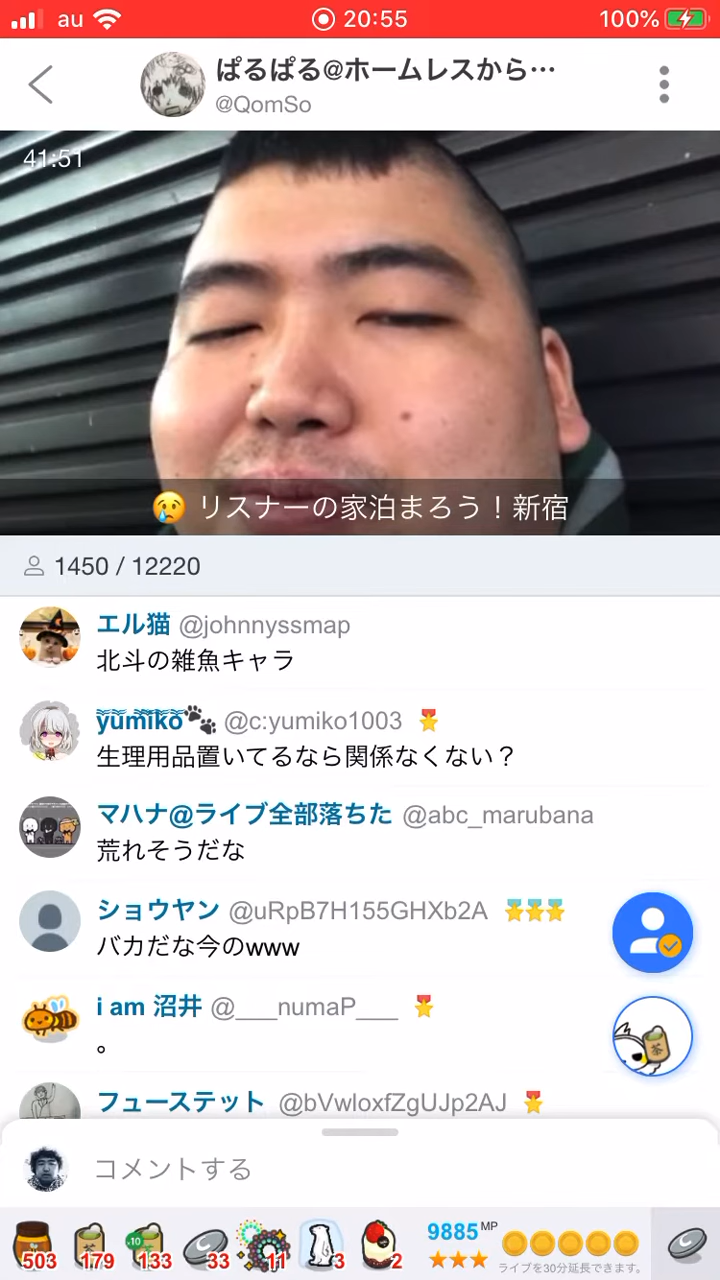 au 20:55 100%
ぱるぱる@ホームレスから…
@QomSo
41:51
😢 リスナーの家泊まろう！新宿
1450 / 12220
エル猫 @johnnyssmap
北斗の雑魚キャラ
yumiko🐾 @c:yumiko1003
生理用品置いてるなら関係なくない？
マハナ@ライブ全部落ちた @abc_marubana
荒れそうだな
ショウヤン @uRpB7H155GHXb2A
バカだな今のwww
i am 沼井 @___numaP___
。
フューステット @bVwloxfZgUJp2AJ
コメントする
503 179 133 33 11 3 2 9885MP
ライブを30分延長できます。